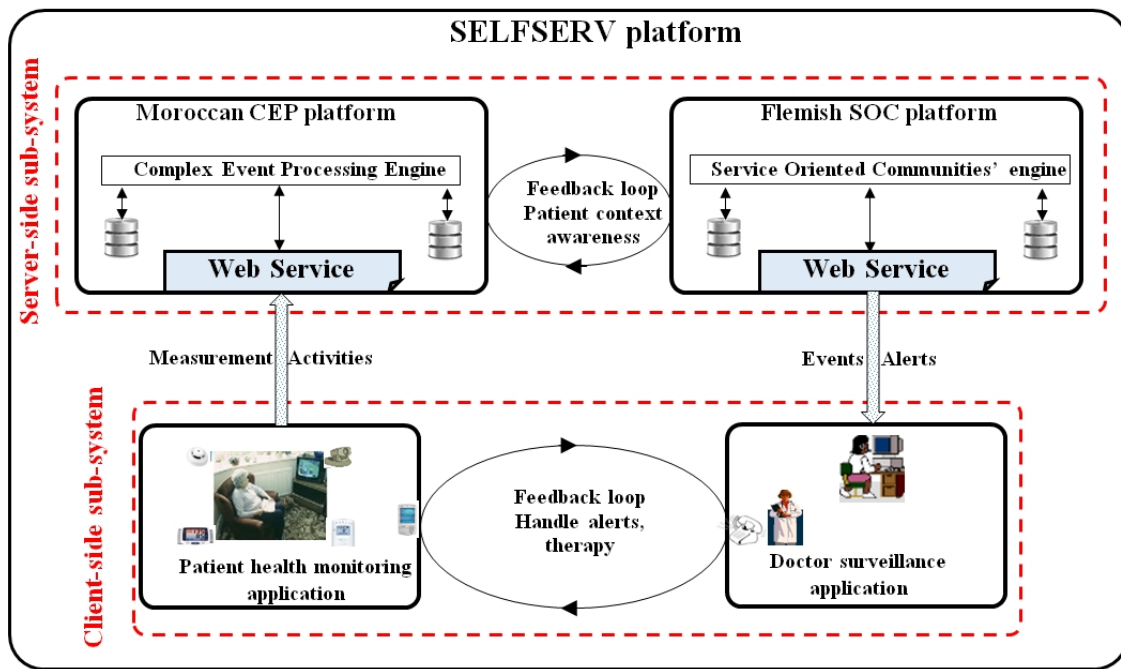 SELFSERV platform
Server-side sub-system
Moroccan CEP platform
Complex Event Processing Engine
Web Service
Feedback loop
Patient context
awareness
Flemish SOC platform
Service Oriented Communities' engine
Web Service
Measurement Activities
Events Alerts
Client-side sub-system
Patient health monitoring
application
Feedback loop
Handle alerts,
therapy
Doctor surveillance
application